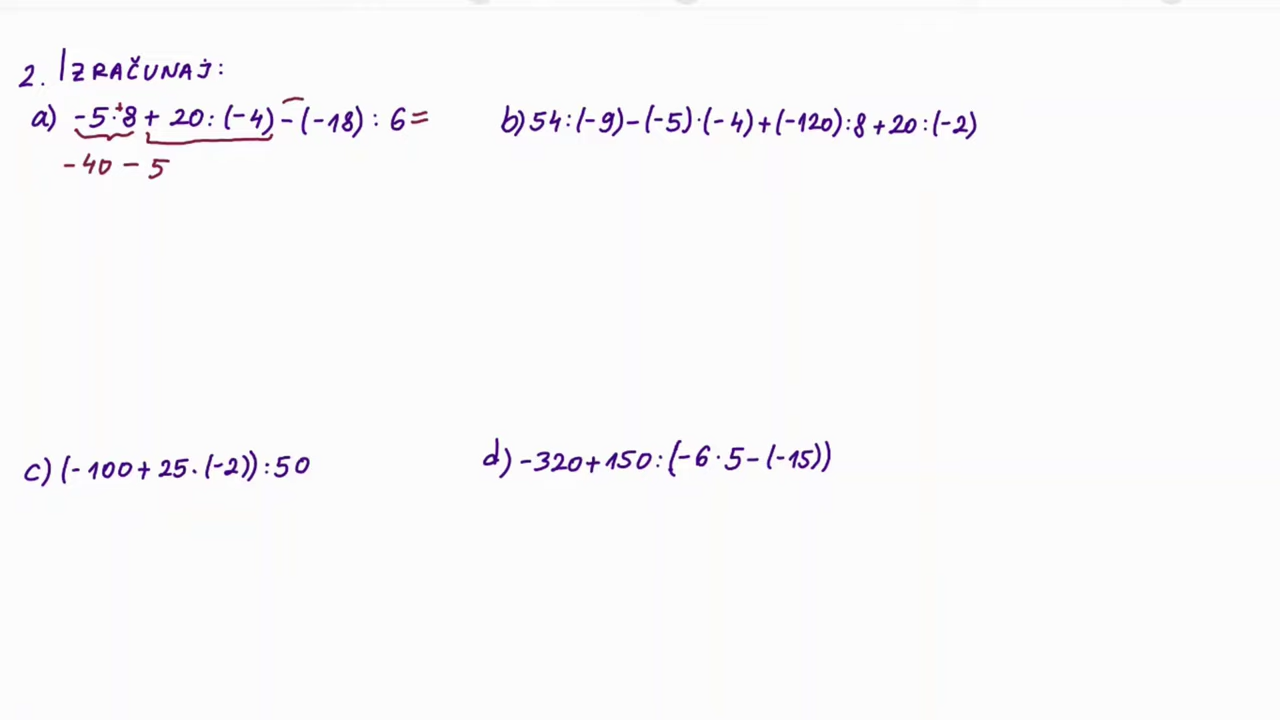 2. IZRAČUNAJ:
a) -5·⁺8 + 20 : (-4) - (-18) : 6 =
-40 - 5
b) 54 : (-9) - (-5) · (-4) + (-120) : 8 + 20 : (-2)
c) (-100 + 25 · (-2)) : 50
d) -320 + 150 : (-6 · 5 - (-15))